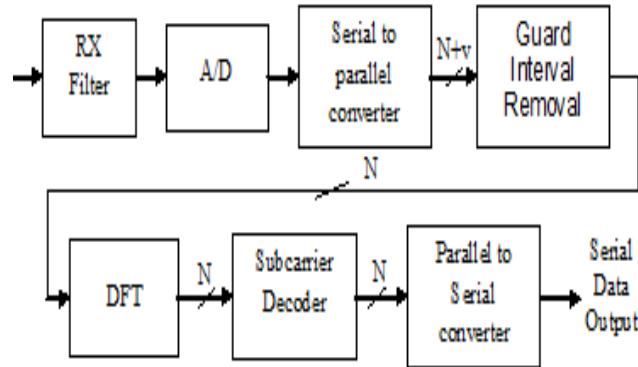 RX
Filter
A/D
Serial to
parallel
converter
N+v
Guard
Interval
Removal
N
DFT
N
Subcarrier
Decoder
N
Parallel to
Serial
converter
Serial
Data
Output